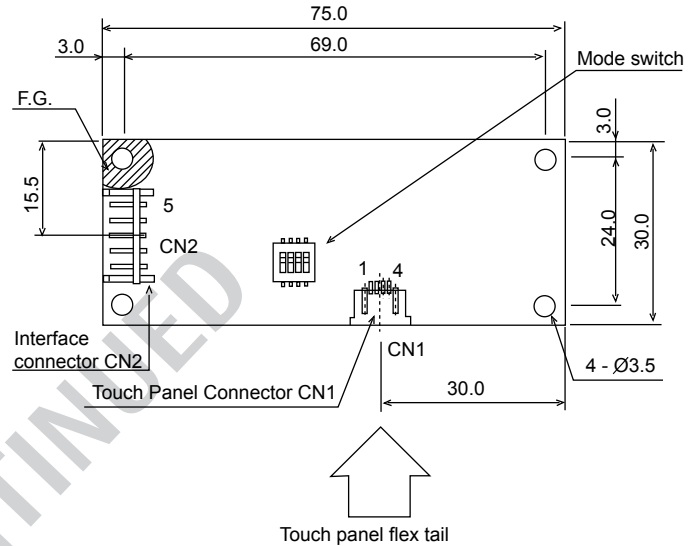 75.0
3.0
69.0
Mode switch
F.G.
3.0
15.5
5
CN2
24.0
30.0
1
4
Interface
connector CN2
CN1
4 - Ø3.5
Touch Panel Connector CN1
30.0
TINUED
Touch panel flex tail